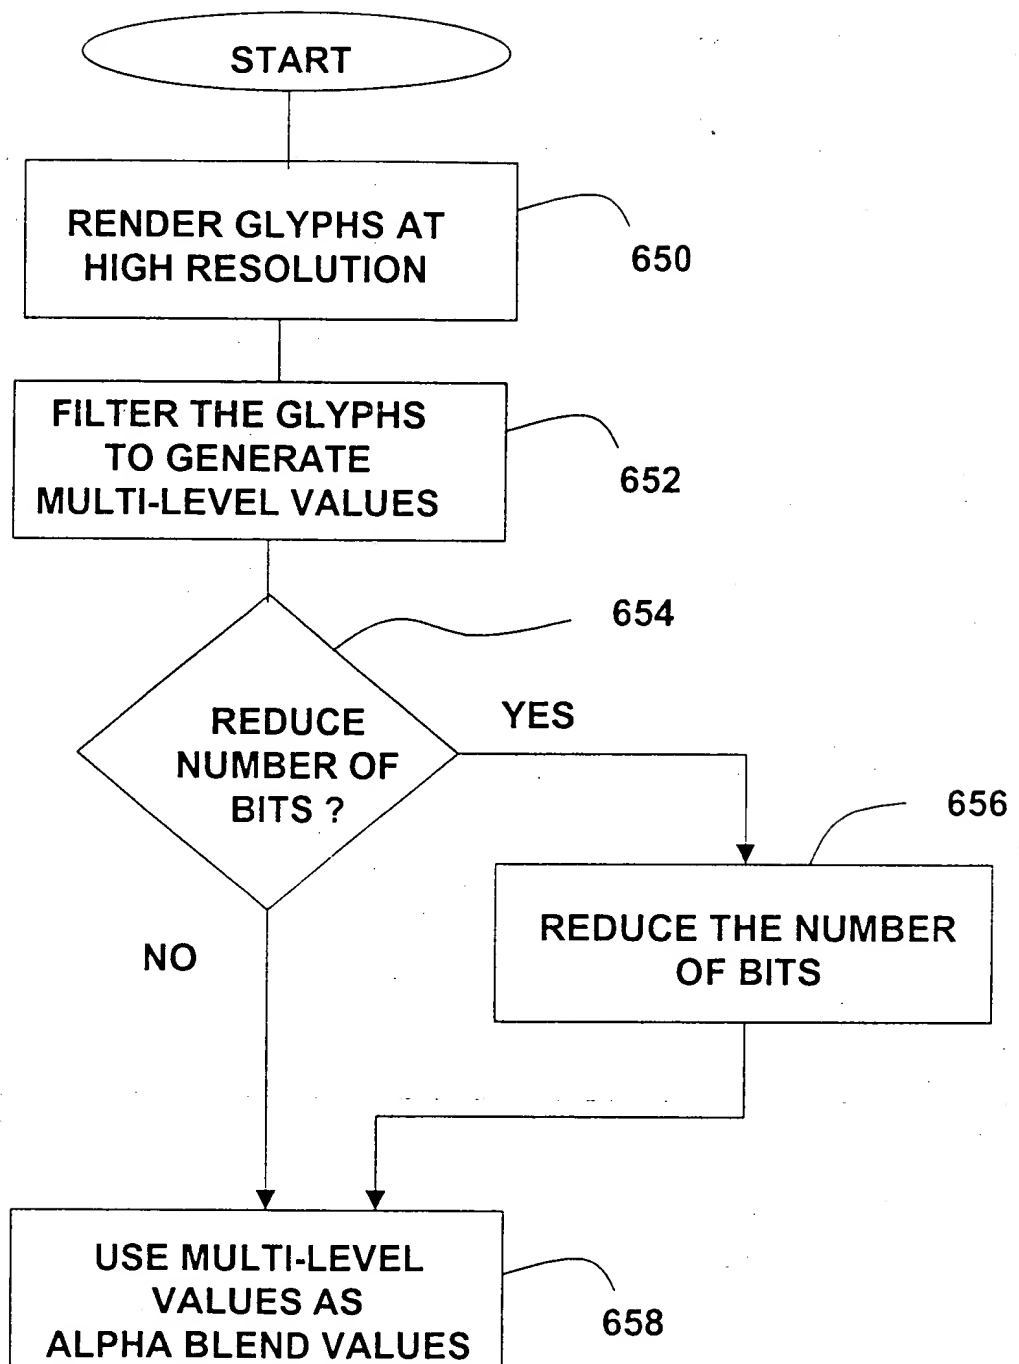 START
RENDER GLYPHS AT
HIGH RESOLUTION
650
FILTER THE GLYPHS
TO GENERATE
MULTI-LEVEL VALUES
652
654
REDUCE
NUMBER OF
BITS ?
YES
656
REDUCE THE NUMBER
OF BITS
NO
USE MULTI-LEVEL
VALUES AS
ALPHA BLEND VALUES
658